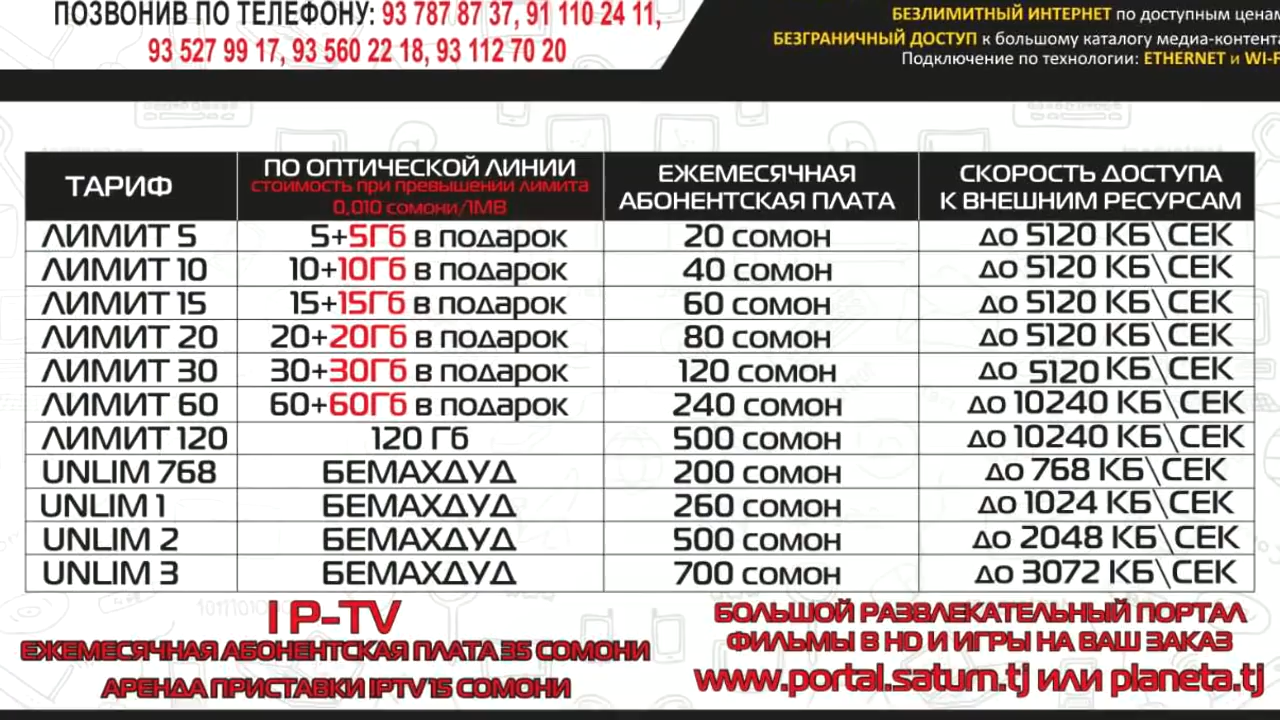 ПОЗВОНИВ ПО ТЕЛЕФОНУ: 93 787 87 37, 91 110 24 11,
93 527 99 17, 93 560 22 18, 93 112 70 20
БЕЗЛИМИТНЫЙ ИНТЕРНЕТ по доступным ценам
БЕЗГРАНИЧНЫЙ ДОСТУП к большому каталогу медиа-контента
Подключение по технологии: ETHERNET и WI-F
ТАРИФ
ПО ОПТИЧЕСКОЙ ЛИНИИ
стоимость при превышении лимита
0,010 сомони/1МВ
ЕЖЕМЕСЯЧНАЯ
АБОНЕНТСКАЯ ПЛАТА
СКОРОСТЬ ДОСТУПА
К ВНЕШНИМ РЕСУРСАМ
ЛИМИТ 5 5+5Гб в подарок 20 сомон до 5120 КБ\СЕК
ЛИМИТ 10 10+10Гб в подарок 40 сомон до 5120 КБ\СЕК
ЛИМИТ 15 15+15Гб в подарок 60 сомон до 5120 КБ\СЕК
ЛИМИТ 20 20+20Гб в подарок 80 сомон до 5120 КБ\СЕК
ЛИМИТ 30 30+30Гб в подарок 120 сомон до 5120 КБ\СЕК
ЛИМИТ 60 60+60Гб в подарок 240 сомон до 10240 КБ\СЕК
ЛИМИТ 120 120 Гб 500 сомон до 10240 КБ\СЕК
UNLIM 768 БЕМАХДУД 200 сомон до 768 КБ\СЕК
UNLIM 1 БЕМАХДУД 260 сомон до 1024 КБ\СЕК
UNLIM 2 БЕМАХДУД 500 сомон до 2048 КБ\СЕК
UNLIM 3 БЕМАХДУД 700 сомон до 3072 КБ\СЕК
IP-TV
ЕЖЕМЕСЯЧНАЯ АБОНЕНТСКАЯ ПЛАТА 35 СОМОНИ
АРЕНДА ПРИСТАВКИ IPTV 15 СОМОНИ
БОЛЬШОЙ РАЗВЛЕКАТЕЛЬНЫЙ ПОРТАЛ
ФИЛЬМЫ В HD И ИГРЫ НА ВАШ ЗАКАЗ
www.portal.saturn.tj или planeta.tj